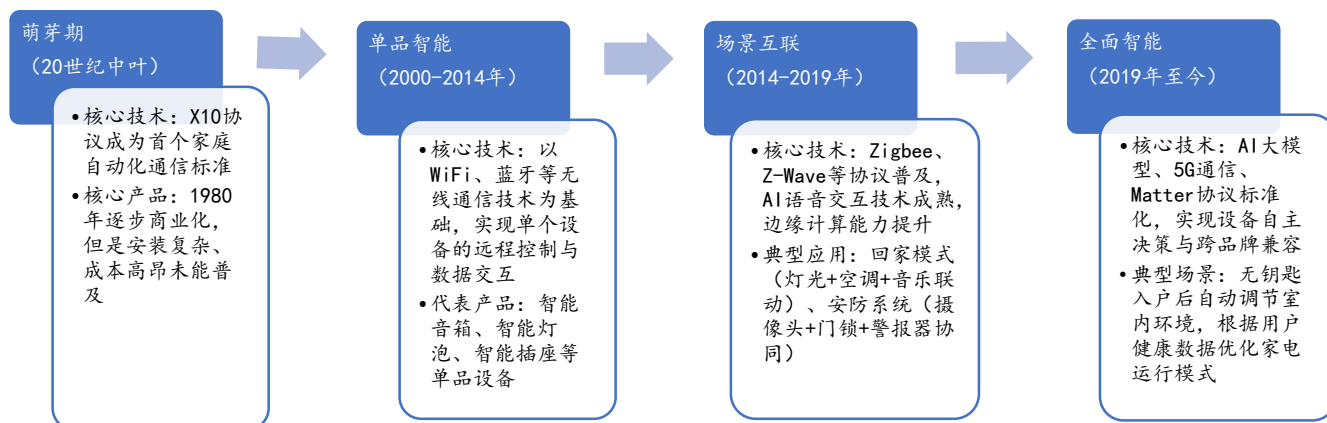 萌芽期
（20世纪中叶）
•核心技术：X10协
议成为首个家庭
自动化通信标准
•核心产品：1980
年逐步商业化，
但是安装复杂、
成本高昂未能普
及
单品智能
（2000-2014年）
•核心技术：以
WiFi、蓝牙等无
线通信技术为基
础，实现单个设
备的远程控制与
数据交互
•代表产品：智能
音箱、智能灯
泡、智能插座等
单品设备
场景互联
（2014-2019年）
•核心技术：Zigbee、
Z-Wave等协议普及，
AI语音交互技术成熟，
边缘计算能力提升
•典型应用：回家模式
（灯光+空调+音乐联
动）、安防系统（摄
像头+门锁+警报器协
同）
全面智能
（2019年至今）
•核心技术：AI大模
型、5G通信、
Matter协议标准
化，实现设备自主
决策与跨品牌兼容
•典型场景：无钥匙
入户后自动调节室
内环境，根据用户
健康数据优化家电
运行模式